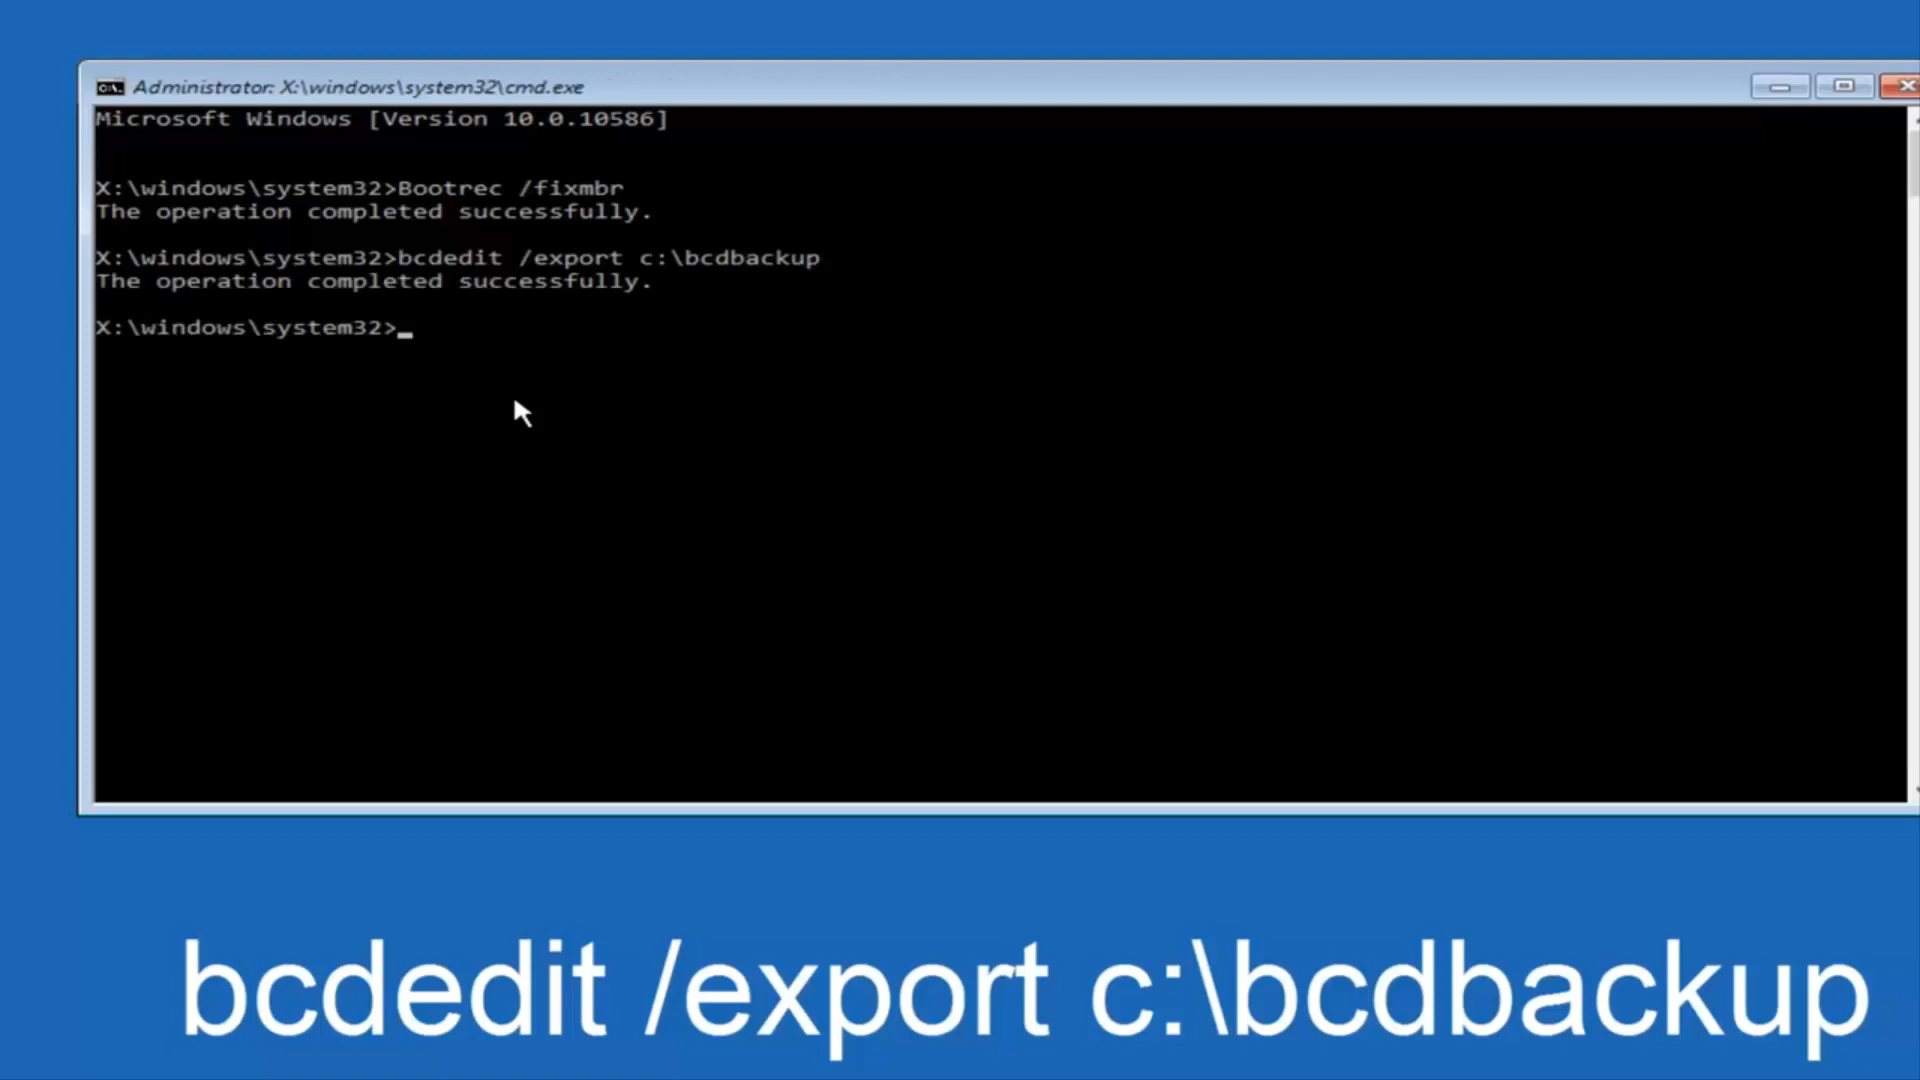 Administrator: X:\windows\system32\cmd.exe
Microsoft Windows [Version 10.0.10586]
X:\windows\system32>Bootrec /fixmbr
The operation completed successfully.
X:\windows\system32>bcdedit /export c:\bcdbackup
The operation completed successfully.
X:\windows\system32>_
bcdedit /export c:\bcdbackup